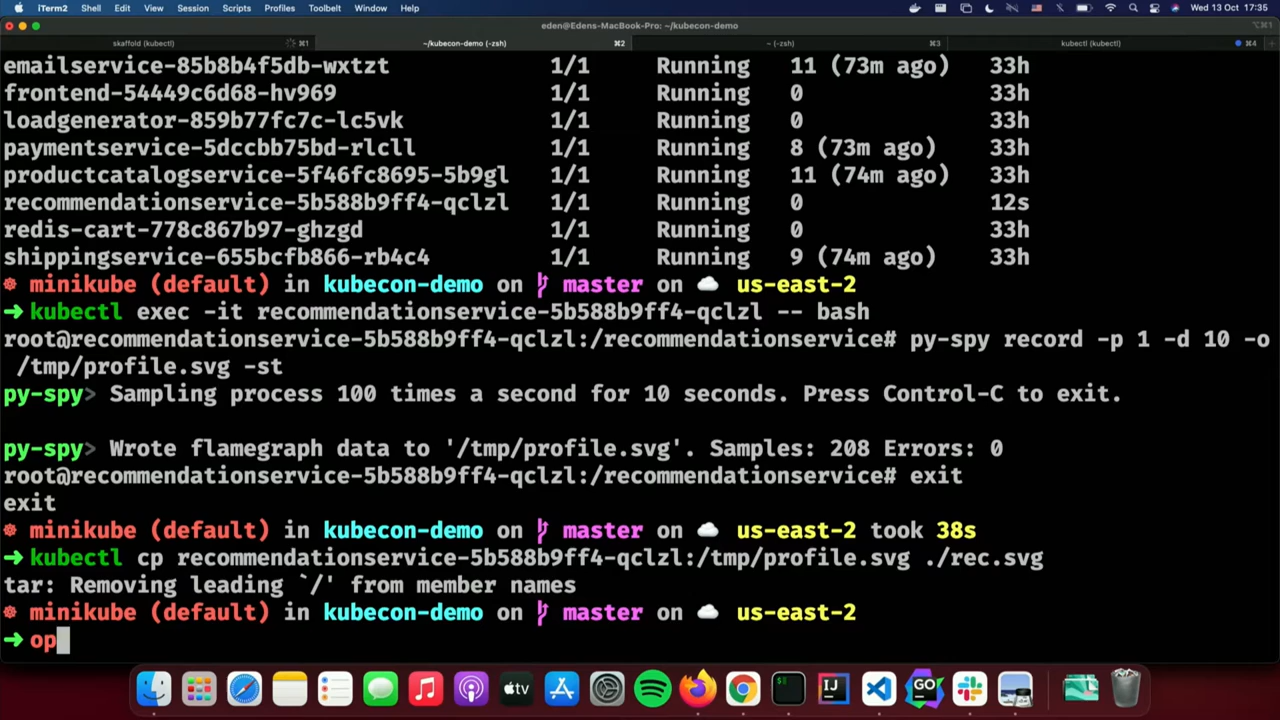 iTerm2 Shell Edit View Session Scripts Profiles Toolbelt Window Help Wed 13 Oct 17:35
eden@Edens-MacBook-Pro: ~/kubecon-demo ⌥⌘1
skaffold (kubectl) ⌘1 ~/kubecon-demo (-zsh) ⌘2 ~ (-zsh) ⌘3 kubectl (kubectl) ⌘4
emailservice-85b8b4f5db-wxtzt 1/1 Running 11 (73m ago) 33h
frontend-54449c6d68-hv969 1/1 Running 0 33h
loadgenerator-859b77fc7c-lc5vk 1/1 Running 0 33h
paymentservice-5dccbb75bd-rlcll 1/1 Running 8 (73m ago) 33h
productcatalogservice-5f46fc8695-5b9gl 1/1 Running 11 (74m ago) 33h
recommendationservice-5b588b9ff4-qclzl 1/1 Running 0 12s
redis-cart-778c867b97-ghzgd 1/1 Running 0 33h
shippingservice-655bcfb866-rb4c4 1/1 Running 9 (74m ago) 33h
☸ minikube (default) in kubecon-demo on master on ☁ us-east-2
➜ kubectl exec -it recommendationservice-5b588b9ff4-qclzl -- bash
root@recommendationservice-5b588b9ff4-qclzl:/recommendationservice# py-spy record -p 1 -d 10 -o
/tmp/profile.svg -st
py-spy> Sampling process 100 times a second for 10 seconds. Press Control-C to exit.
py-spy> Wrote flamegraph data to '/tmp/profile.svg'. Samples: 208 Errors: 0
root@recommendationservice-5b588b9ff4-qclzl:/recommendationservice# exit
exit
☸ minikube (default) in kubecon-demo on master on ☁ us-east-2 took 38s
➜ kubectl cp recommendationservice-5b588b9ff4-qclzl:/tmp/profile.svg ./rec.svg
tar: Removing leading `/' from member names
☸ minikube (default) in kubecon-demo on master on ☁ us-east-2
➜ op
tv
IJ
GO